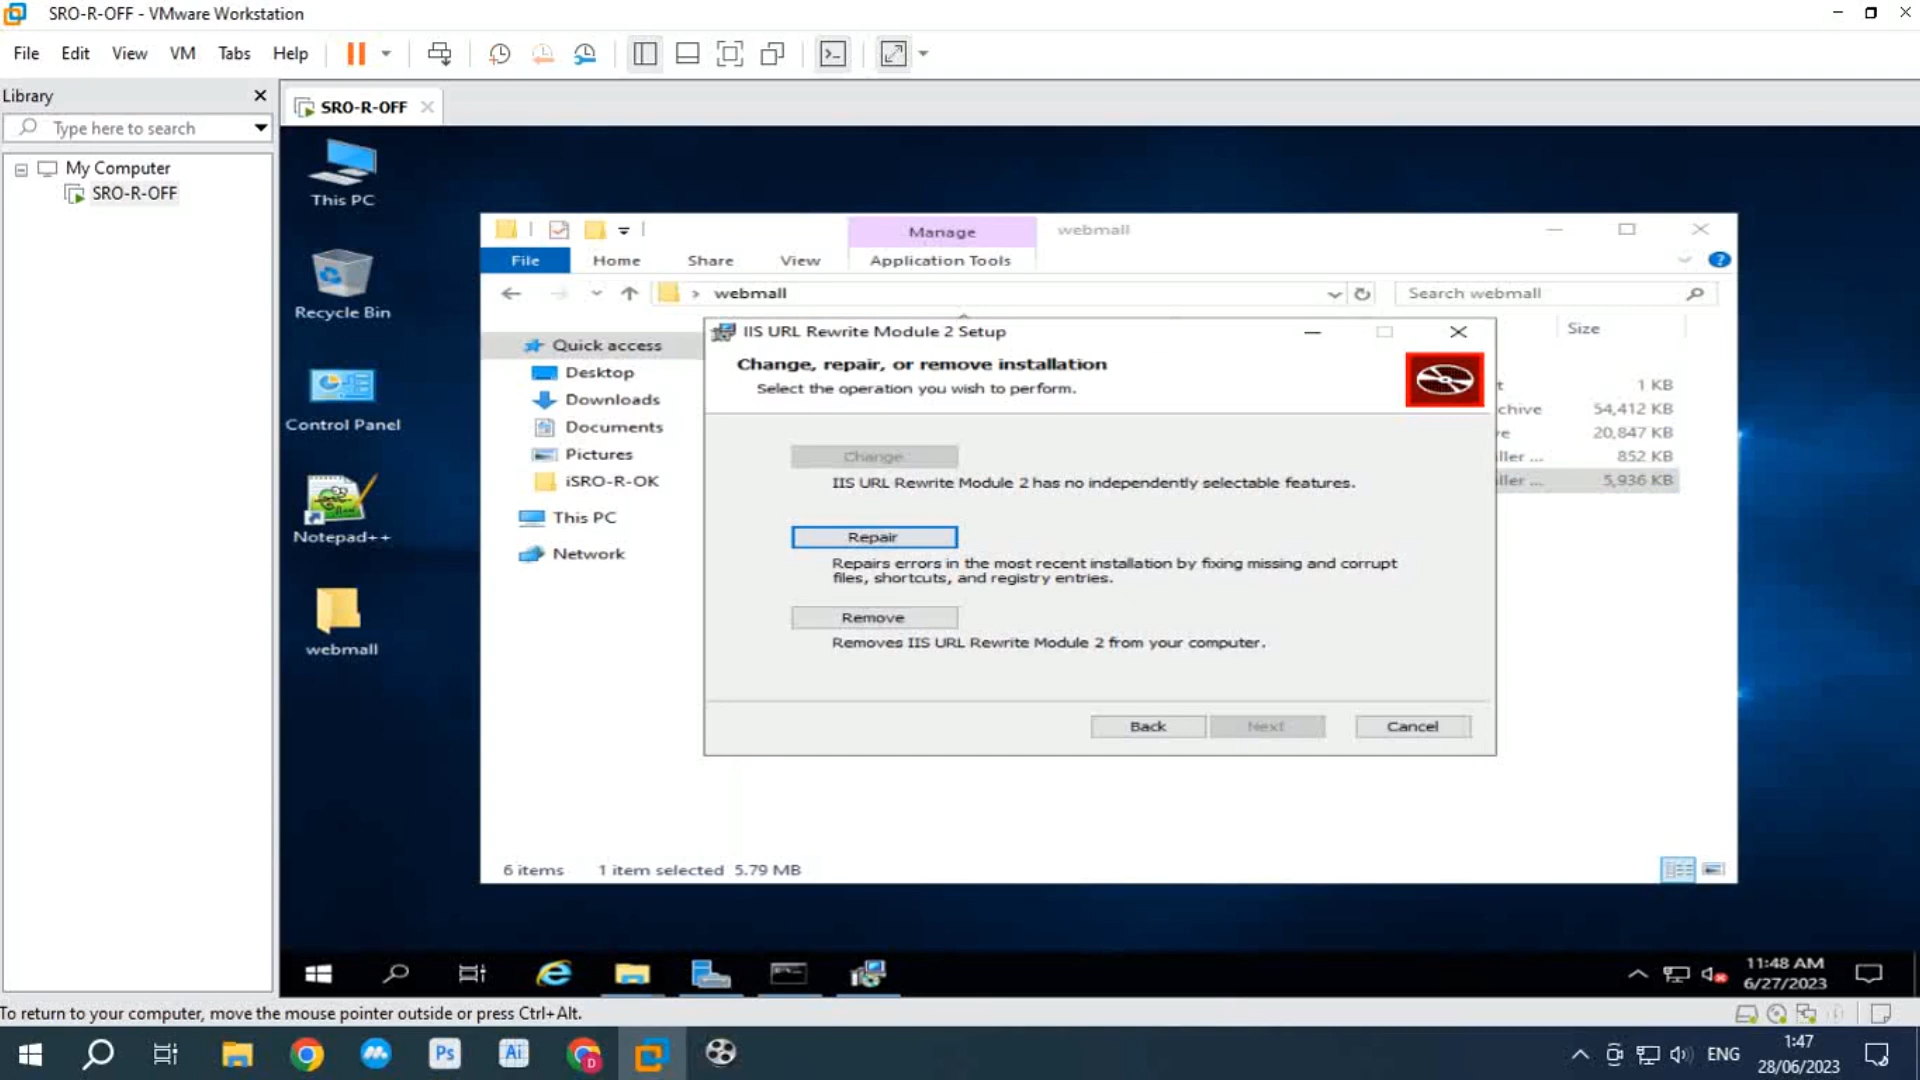 SRO-R-OFF - VMware Workstation
File Edit View VM Tabs Help
Library
Type here to search
My Computer
SRO-R-OFF
SRO-R-OFF
This PC
Recycle Bin
Control Panel
Notepad++
webmall
Manage webmall
File Home Share View Application Tools
webmall
Search webmall
Quick access
Desktop
Downloads
Documents
Pictures
iSRO-R-OK
This PC
Network
Size
t 1 KB
chive 54,412 KB
ve 20,847 KB
ller ... 852 KB
ller ... 5,936 KB
IIS URL Rewrite Module 2 Setup
Change, repair, or remove installation
Select the operation you wish to perform.
Change
IIS URL Rewrite Module 2 has no independently selectable features.
Repair
Repairs errors in the most recent installation by fixing missing and corrupt
files, shortcuts, and registry entries.
Remove
Removes IIS URL Rewrite Module 2 from your computer.
Back Next Cancel
6 items 1 item selected 5.79 MB
11:48 AM
6/27/2023
To return to your computer, move the mouse pointer outside or press Ctrl+Alt.
Ps
Ai
D
ENG
1:47
28/06/2023